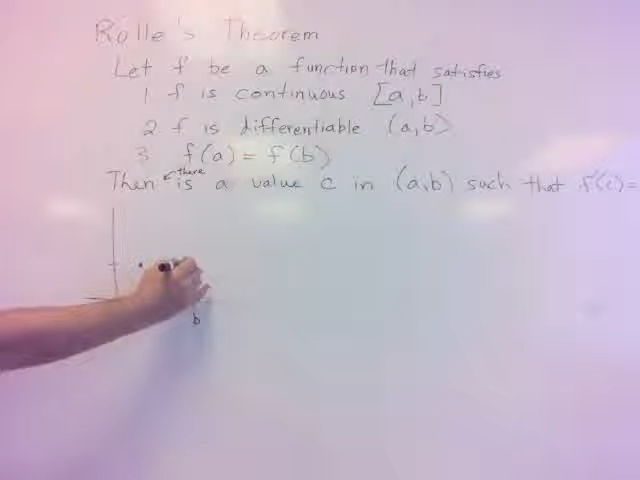 Rolle's Theorem
Let f be a function that satisfies
1 f is continuous [a,b]
2 f is differentiable (a,b)
3 f(a) = f(b)
Then there is a value c in (a,b) such that f'(c) =
b